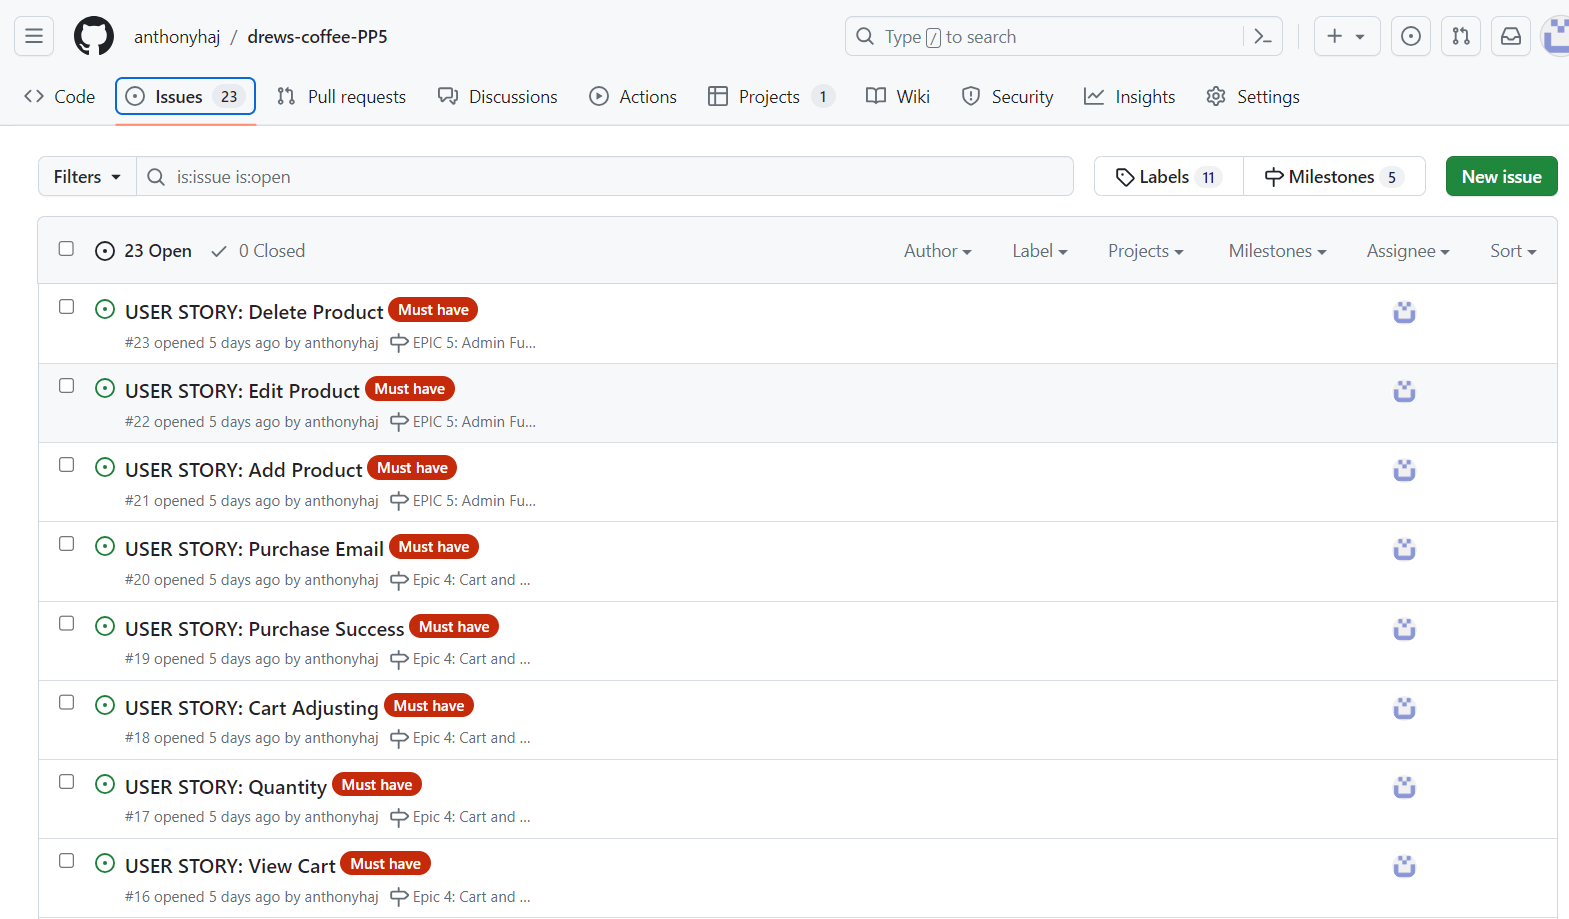 anthonyhaj / drews-coffee-PP5 Type / to search
Code Issues 23 Pull requests Discussions Actions Projects 1 Wiki Security Insights Settings
Filters is:issue is:open Labels 11 Milestones 5 New issue
23 Open 0 Closed Author Label Projects Milestones Assignee Sort
USER STORY: Delete Product Must have
#23 opened 5 days ago by anthonyhaj EPIC 5: Admin Fu...
USER STORY: Edit Product Must have
#22 opened 5 days ago by anthonyhaj EPIC 5: Admin Fu...
USER STORY: Add Product Must have
#21 opened 5 days ago by anthonyhaj EPIC 5: Admin Fu...
USER STORY: Purchase Email Must have
#20 opened 5 days ago by anthonyhaj Epic 4: Cart and ...
USER STORY: Purchase Success Must have
#19 opened 5 days ago by anthonyhaj Epic 4: Cart and ...
USER STORY: Cart Adjusting Must have
#18 opened 5 days ago by anthonyhaj Epic 4: Cart and ...
USER STORY: Quantity Must have
#17 opened 5 days ago by anthonyhaj Epic 4: Cart and ...
USER STORY: View Cart Must have
#16 opened 5 days ago by anthonyhaj Epic 4: Cart and ...